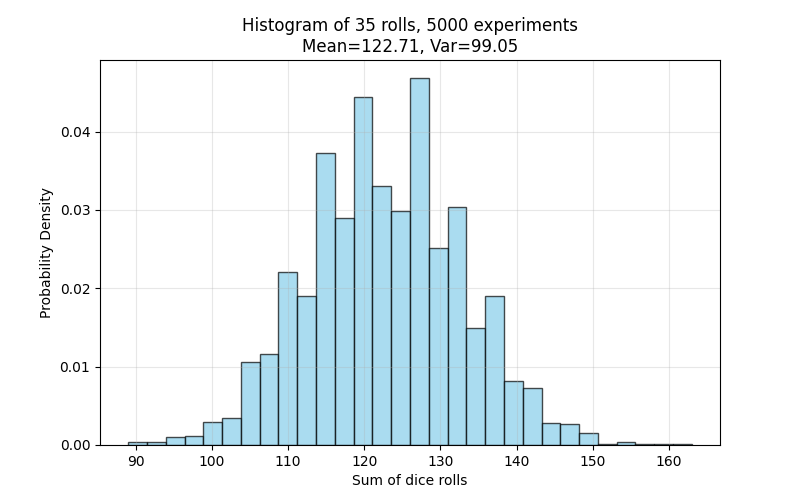 Histogram of 35 rolls, 5000 experiments
Mean=122.71, Var=99.05
Probability Density
0.04
0.03
0.02
0.01
0.00
90 100 110 120 130 140 150 160
Sum of dice rolls